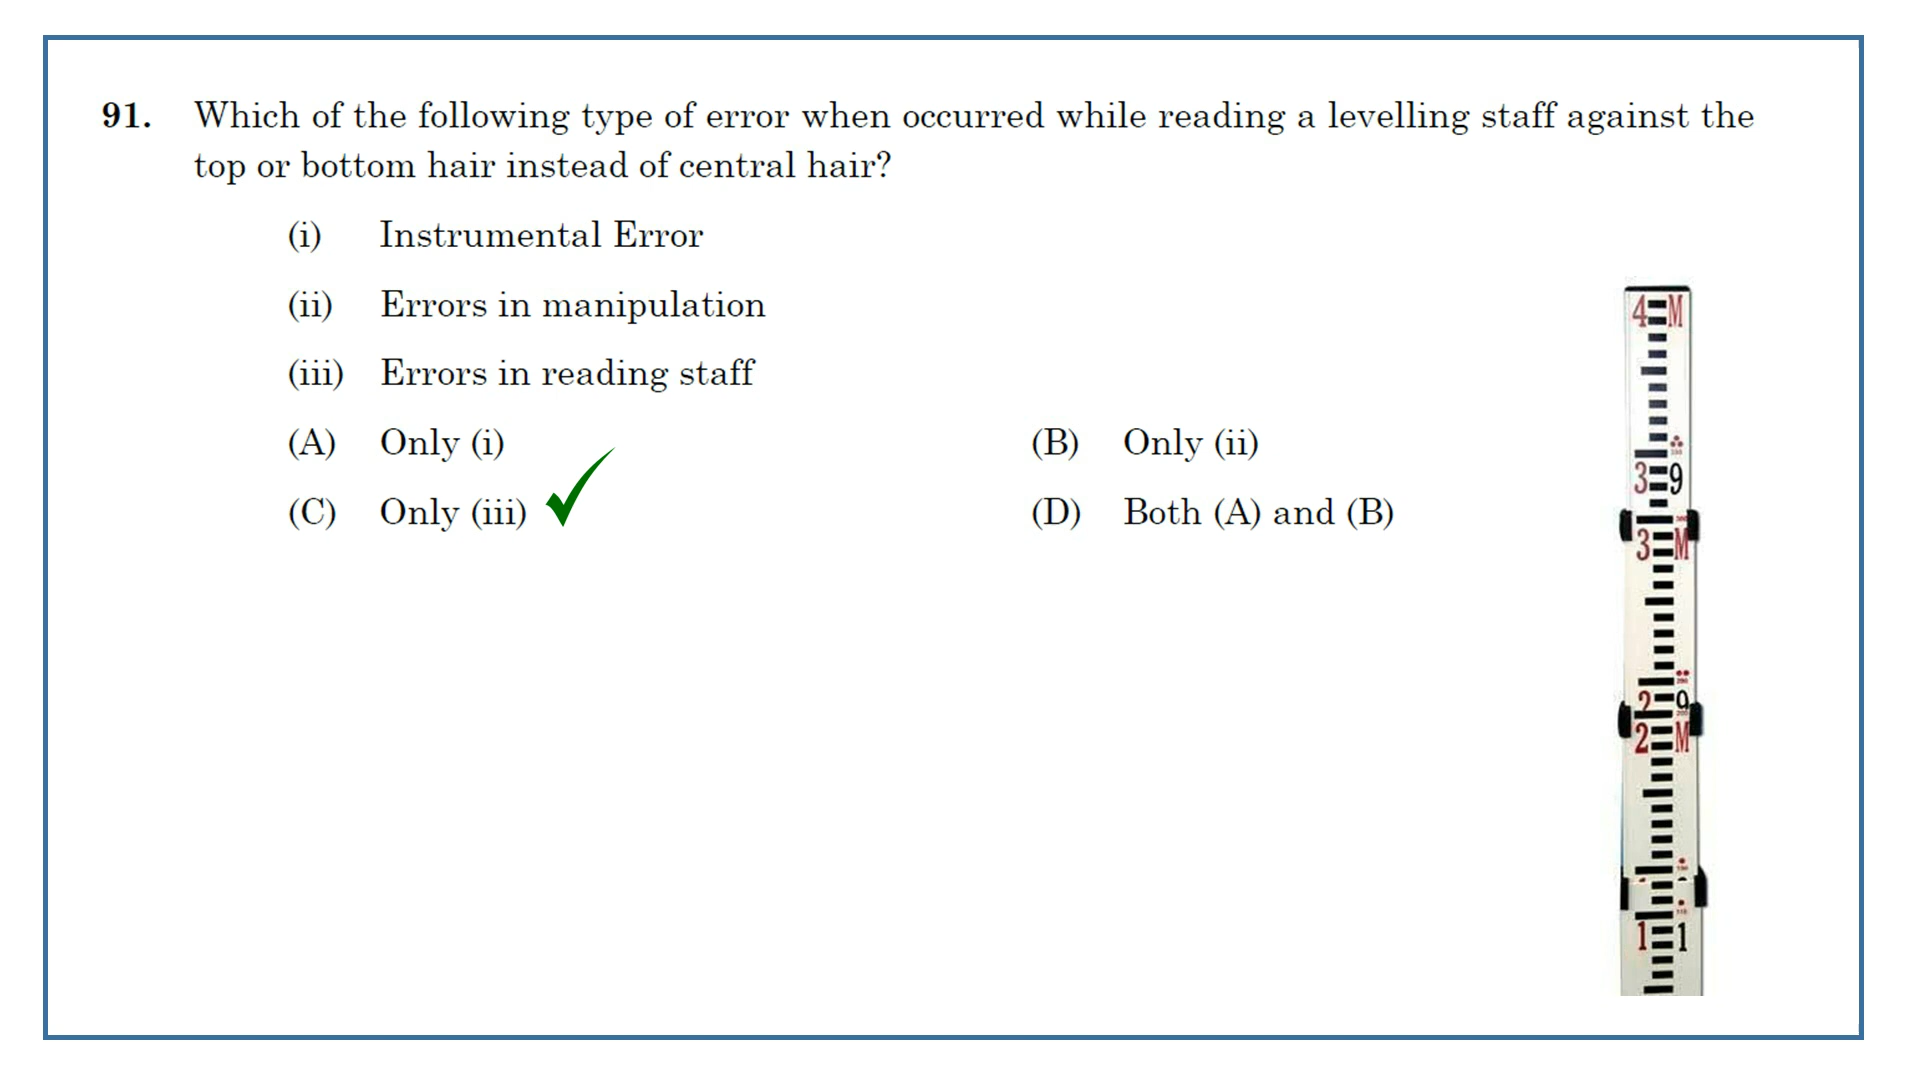 91. Which of the following type of error when occurred while reading a levelling staff against the
top or bottom hair instead of central hair?
(i) Instrumental Error
(ii) Errors in manipulation
(iii) Errors in reading staff
(A) Only (i) (B) Only (ii)
(C) Only (iii) (D) Both (A) and (B)
4 M
3 9
3 M
2 9
2 M
1 1